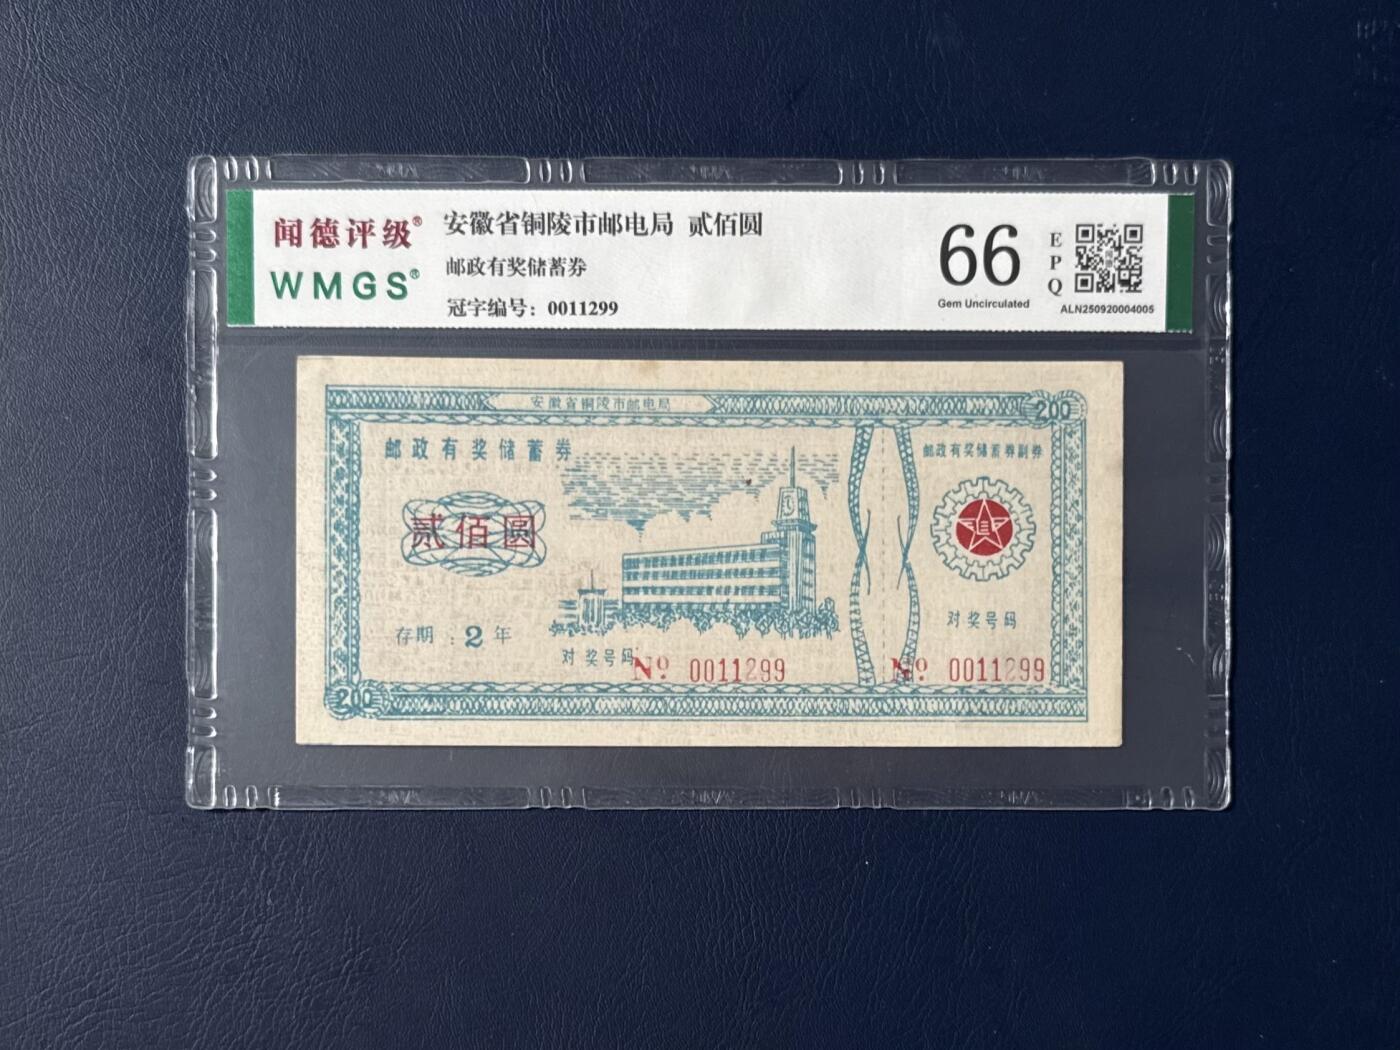 闻德评级®
WMGS®
安徽省铜陵市邮电局 贰佰圆
邮政有奖储蓄券
冠字编号：0011299
66
EPQ
Gem Uncirculated
ALN250920004005
安徽省铜陵市邮电局
200
邮政有奖储蓄券
邮政有奖储蓄券副券
贰佰圆
存期：2年
对奖号码
№ 0011299
对奖号码
№ 0011299
200